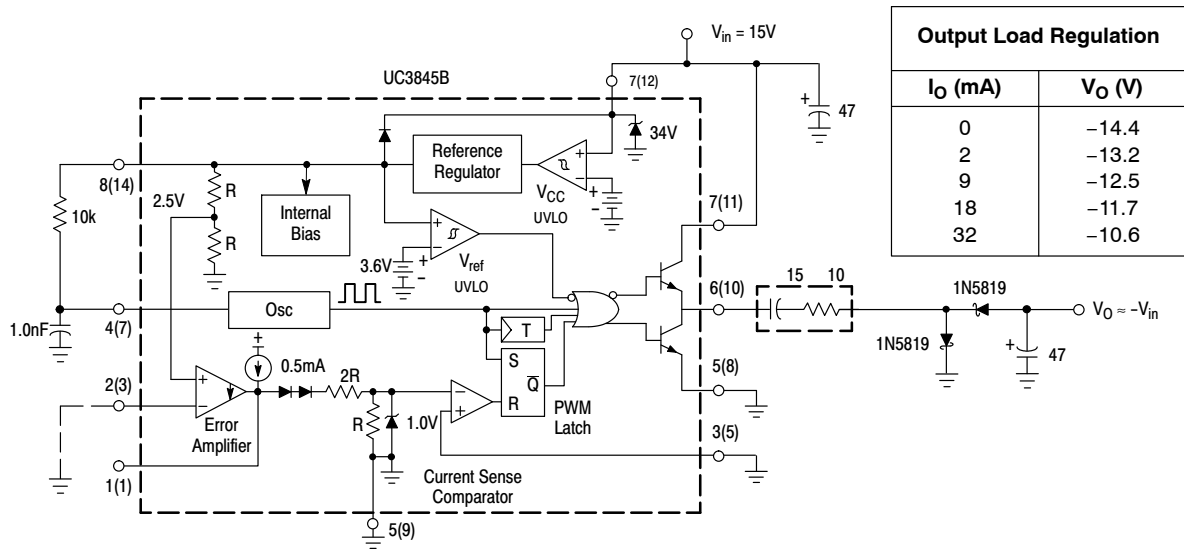 V_in = 15V
Output Load Regulation
I_O (mA) V_O (V)
0 −14.4
2 −13.2
9 −12.5
18 −11.7
32 −10.6
UC3845B
7(12)
+
47
34V
8(14)
Reference
Regulator
+
−
V_CC
UVLO
+
−
2.5V
R
Internal
Bias
10k
R
7(11)
+
−
3.6V
+
−
V_ref
UVLO
15 10
6(10)
1N5819
V_O ≈ −V_in
Osc
4(7)
1.0nF
T
1N5819
+
47
+
0.5mA
S
Q̅
R
5(8)
2(3)
+
−
2R
−
+
PWM
Latch
Error
Amplifier
R
1.0V
3(5)
1(1)
Current Sense
Comparator
5(9)